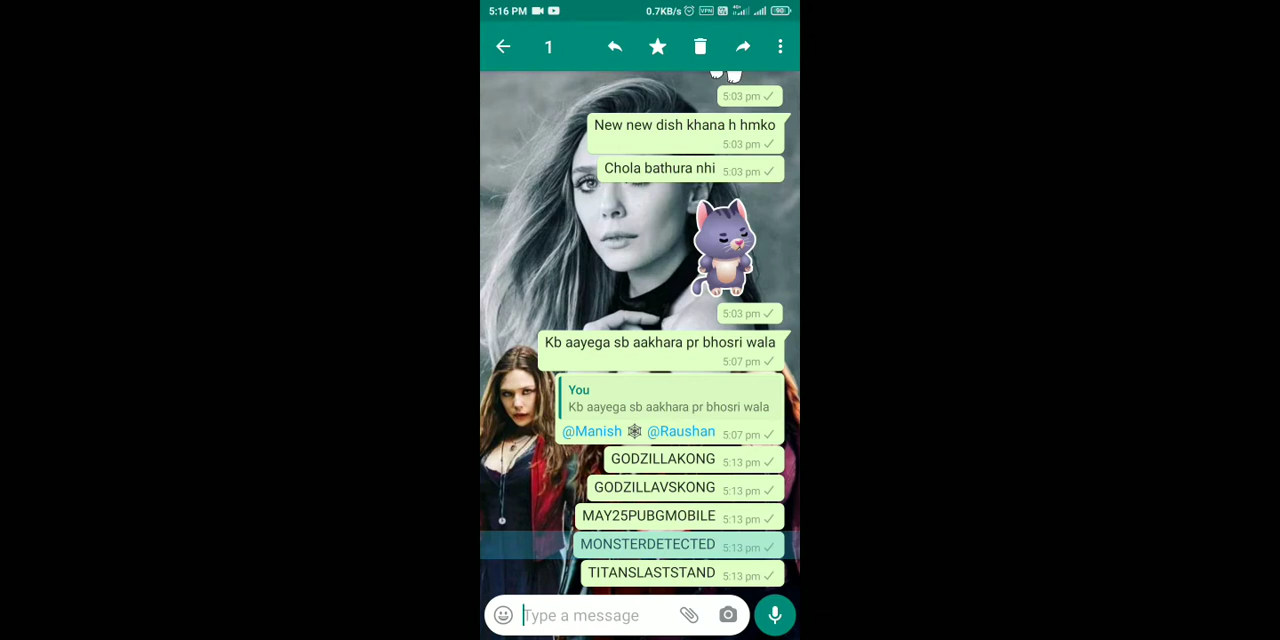 5:16 PM 0.7KB/s VPN 4G+ 90
1
5:03 pm
New new dish khana h hmko
5:03 pm
Chola bathura nhi 5:03 pm
5:03 pm
Kb aayega sb aakhara pr bhosri wala
5:07 pm
You
Kb aayega sb aakhara pr bhosri wala
@Manish 🕸 @Raushan 5:07 pm
GODZILLAKONG 5:13 pm
GODZILLAVSKONG 5:13 pm
MAY25PUBGMOBILE 5:13 pm
MONSTERDETECTED 5:13 pm
TITANSLASTSTAND 5:13 pm
Type a message